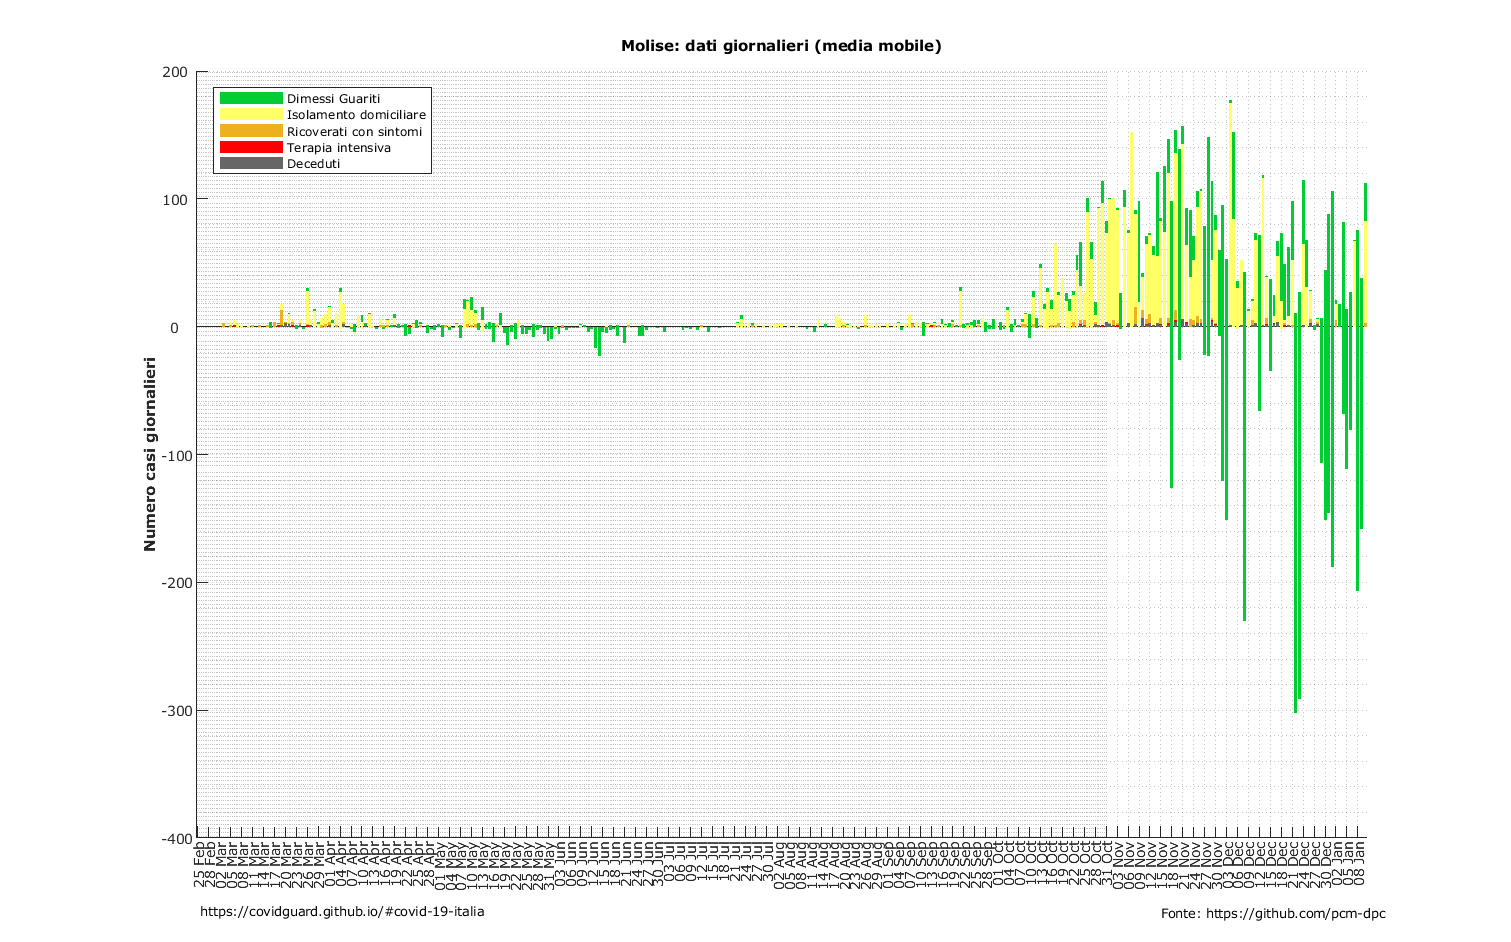 Molise: dati giornalieri (media mobile)
200
100
0
-100
-200
-300
-400
Numero casi giornalieri
Dimessi Guariti
Isolamento domiciliare
Ricoverati con sintomi
Terapia intensiva
Deceduti
25 Feb
28 Feb
02 Mar
05 Mar
08 Mar
11 Mar
14 Mar
17 Mar
20 Mar
23 Mar
26 Mar
29 Mar
01 Apr
04 Apr
07 Apr
10 Apr
13 Apr
16 Apr
19 Apr
22 Apr
25 Apr
28 Apr
01 May
04 May
07 May
10 May
13 May
16 May
19 May
22 May
25 May
28 May
31 May
03 Jun
06 Jun
09 Jun
12 Jun
15 Jun
18 Jun
21 Jun
24 Jun
27 Jun
30 Jun
03 Jul
06 Jul
09 Jul
12 Jul
15 Jul
18 Jul
21 Jul
24 Jul
27 Jul
30 Jul
02 Aug
05 Aug
08 Aug
11 Aug
14 Aug
17 Aug
20 Aug
23 Aug
26 Aug
29 Aug
01 Sep
04 Sep
07 Sep
10 Sep
13 Sep
16 Sep
19 Sep
22 Sep
25 Sep
28 Sep
01 Oct
04 Oct
07 Oct
10 Oct
13 Oct
16 Oct
19 Oct
22 Oct
25 Oct
28 Oct
31 Oct
03 Nov
06 Nov
09 Nov
12 Nov
15 Nov
18 Nov
21 Nov
24 Nov
27 Nov
30 Nov
03 Dec
06 Dec
09 Dec
12 Dec
15 Dec
18 Dec
21 Dec
24 Dec
27 Dec
30 Dec
02 Jan
05 Jan
08 Jan
https://covidguard.github.io/#covid-19-italia
Fonte: https://github.com/pcm-dpc